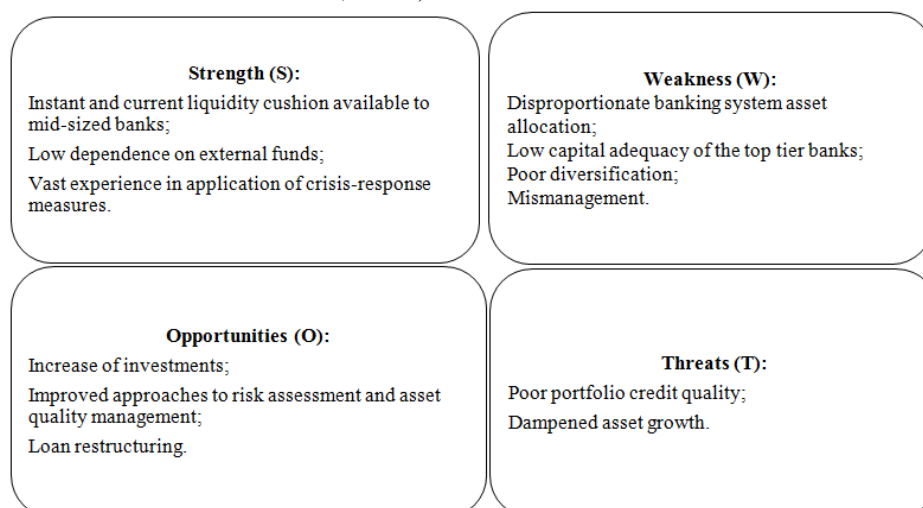 Strength (S):
Instant and current liquidity cushion available to
mid-sized banks;
Low dependence on external funds;
Vast experience in application of crisis-response
measures.
Weakness (W):
Disproportionate banking system asset
allocation;
Low capital adequacy of the top tier banks;
Poor diversification;
Mismanagement.
Opportunities (O):
Increase of investments;
Improved approaches to risk assessment and asset
quality management;
Loan restructuring.
Threats (T):
Poor portfolio credit quality;
Dampened asset growth.